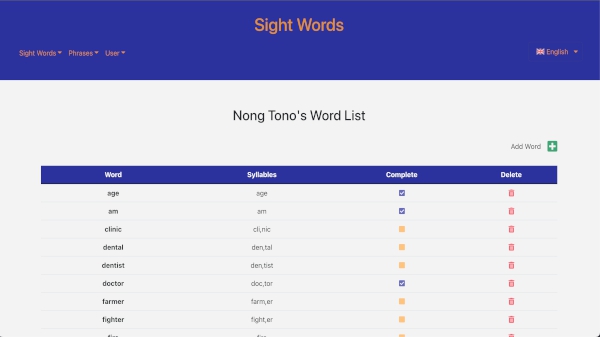 Sight Words
Sight Words Phrases User English
Nong Tono's Word List
Add Word
Word Syllables Complete Delete
age age
am am
clinic cli,nic
dental den,tal
dentist den,tist
doctor doc,tor
farmer farm,er
fighter fight,er